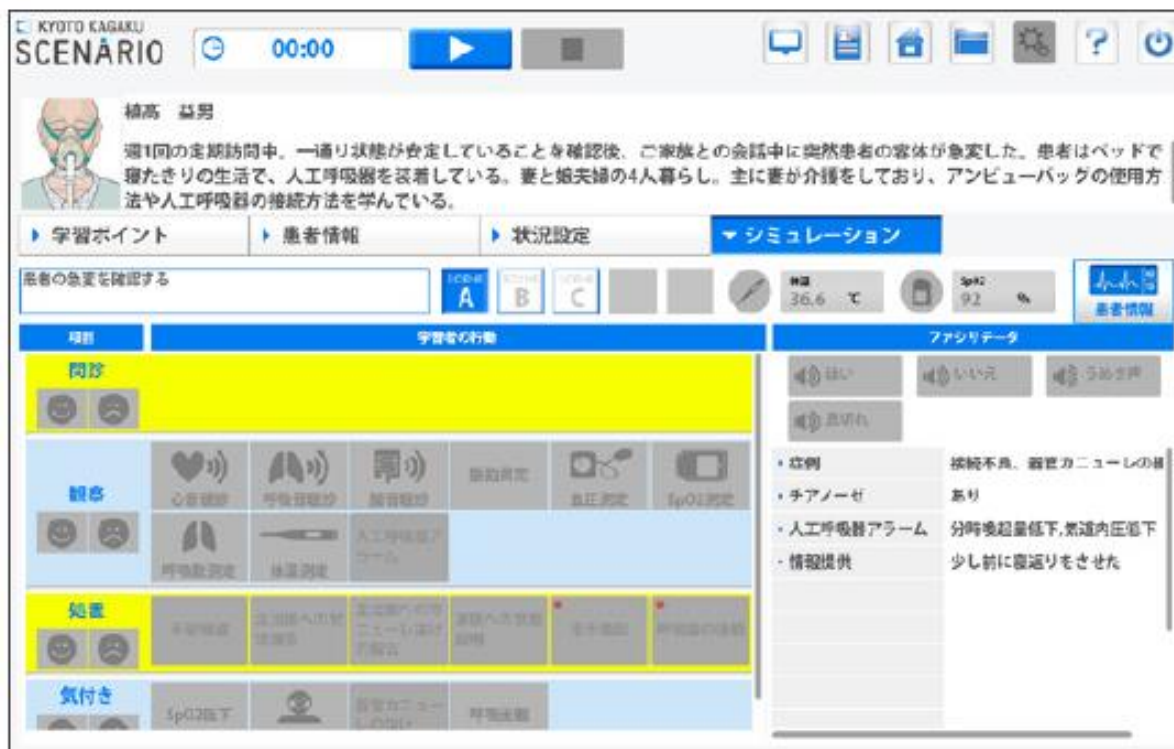 KYOTO KAGAKU
SCENARIO
00:00
植高 益男
週1回の定期訪問中。一通り状態が安定していることを確認後、ご家族との会話中に突然患者の容体が急変した。患者はベッドで
寝たきりの生活で、人工呼吸器を装着している。妻と娘夫婦の4人暮らし。主に妻が介護をしており、アンビューバッグの使用方
法や人工呼吸器の接続方法を学んでいる。
学習ポイント
患者情報
状況設定
シミュレーション
患者の急変を確認する
A
B
C
体温
36.6 ℃
SpO2
92 %
患者情報
項目
学習者の行動
ファシリテータ
問診
はい
いいえ
うめき声
息切れ
観察
心音聴診
呼吸音聴診
腸音聴診
脈拍測定
血圧測定
SpO2測定
呼吸数測定
体温測定
人工呼吸器ア
ラーム
症例
接続不良、器官カニューレの
チアノーゼ
あり
人工呼吸器アラーム
分時喚起量低下,気道内圧低下
情報提供
少し前に寝返りをさせた
処置
気付き
SpO2低下